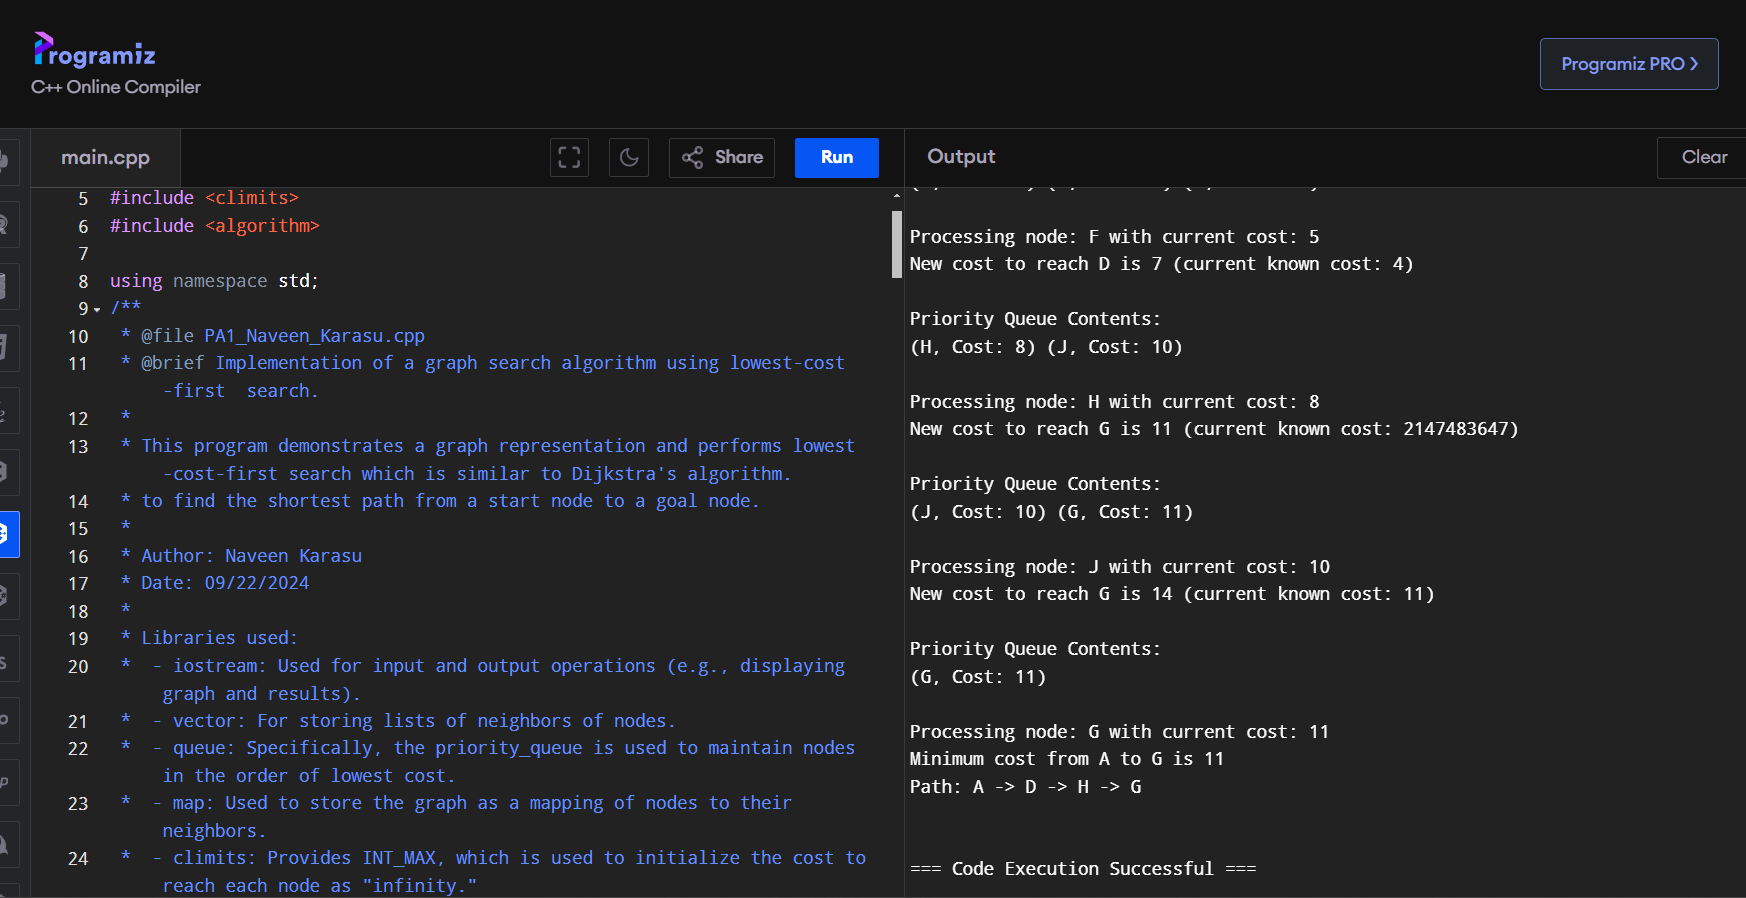 Programiz
C++ Online Compiler
Programiz PRO
main.cpp
Share
Run
Output
Clear
5 #include <climits>
6 #include <algorithm>
7
8 using namespace std;
9 /**
10 * @file PA1_Naveen_Karasu.cpp
11 * @brief Implementation of a graph search algorithm using lowest-cost
-first  search.
12 *
13 * This program demonstrates a graph representation and performs lowest
-cost-first search which is similar to Dijkstra's algorithm.
14 * to find the shortest path from a start node to a goal node.
15 *
16 * Author: Naveen Karasu
17 * Date: 09/22/2024
18 *
19 * Libraries used:
20 *  - iostream: Used for input and output operations (e.g., displaying
graph and results).
21 *  - vector: For storing lists of neighbors of nodes.
22 *  - queue: Specifically, the priority_queue is used to maintain nodes
in the order of lowest cost.
23 *  - map: Used to store the graph as a mapping of nodes to their
neighbors.
24 *  - climits: Provides INT_MAX, which is used to initialize the cost to
reach each node as "infinity."
Processing node: F with current cost: 5
New cost to reach D is 7 (current known cost: 4)
Priority Queue Contents:
(H, Cost: 8) (J, Cost: 10)
Processing node: H with current cost: 8
New cost to reach G is 11 (current known cost: 2147483647)
Priority Queue Contents:
(J, Cost: 10) (G, Cost: 11)
Processing node: J with current cost: 10
New cost to reach G is 14 (current known cost: 11)
Priority Queue Contents:
(G, Cost: 11)
Processing node: G with current cost: 11
Minimum cost from A to G is 11
Path: A -> D -> H -> G
=== Code Execution Successful ===